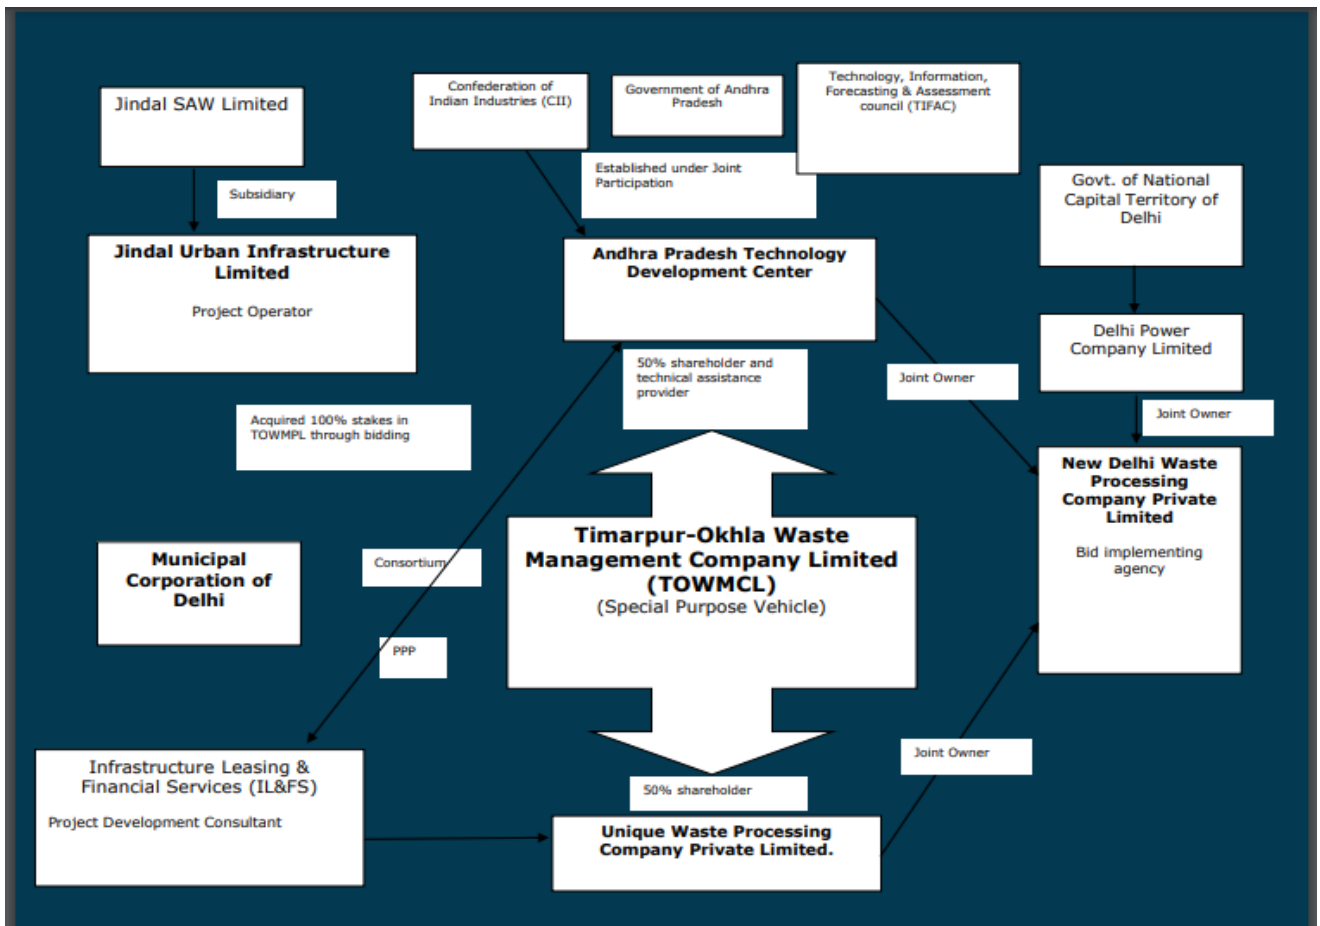 Jindal SAW Limited
Confederation of
Indian Industries (CII)
Government of Andhra
Pradesh
Technology, Information,
Forecasting & Assessment
council (TIFAC)
Established under Joint
Participation
Subsidiary
Govt. of National
Capital Territory of
Delhi
Jindal Urban Infrastructure
Limited
Project Operator
Andhra Pradesh Technology
Development Center
Delhi Power
Company Limited
50% shareholder and
technical assistance
provider
Joint Owner
Joint Owner
Acquired 100% stakes in
TOWMPL through bidding
New Delhi Waste
Processing
Company Private
Limited
Bid implementing
agency
Timarpur-Okhla Waste
Management Company Limited
(TOWMCL)
(Special Purpose Vehicle)
Municipal
Corporation of
Delhi
Consortium
PPP
Infrastructure Leasing &
Financial Services (IL&FS)
Project Development Consultant
Joint Owner
50% shareholder
Unique Waste Processing
Company Private Limited.